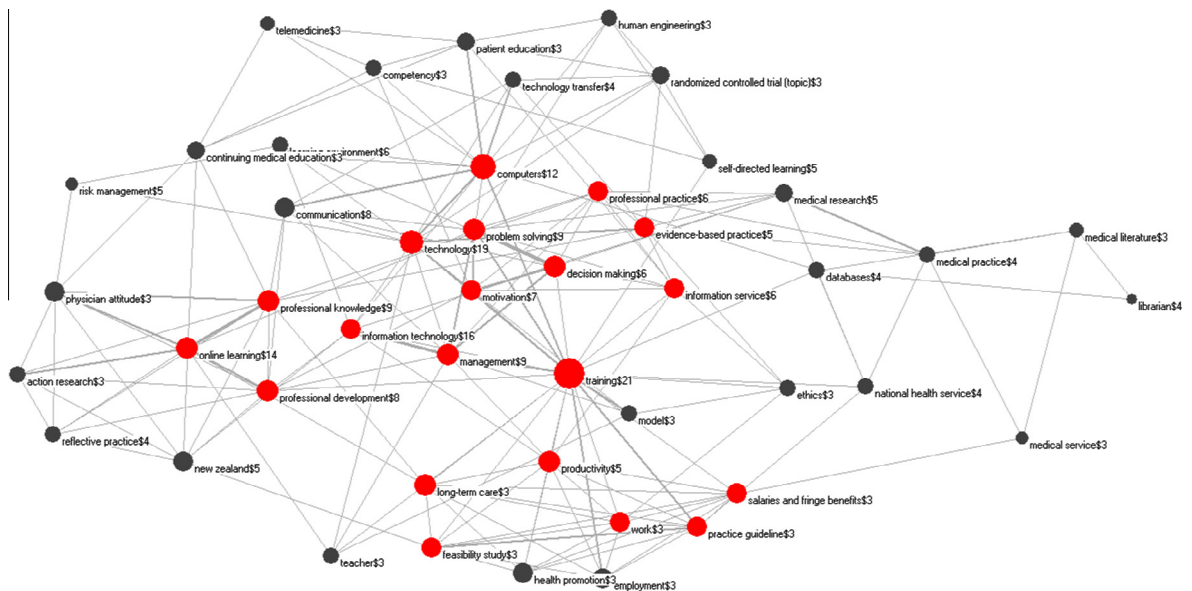 human engineering$3
telemedicine$3
patient education$3
competency$3
technology transfer$4
randomized controlled trial (topic)$3
learning environment$6
continuing medical education$3
self-directed learning$5
computers$12
risk management$5
professional practice$6
medical research$5
communication$8
problem solving$9
evidence-based practice$5
medical literature$3
technology$19
medical practice$4
decision making$6
databases$4
information service$6
motivation$7
physician attitude$3
professional knowledge$9
librarian$4
information technology$16
online learning$14
management$9
action research$3
training$21
professional development$8
ethics$3
national health service$4
model$3
reflective practice$4
medical service$3
new zealand$5
productivity$5
long-term care$3
salaries and fringe benefits$3
work$3
practice guideline$3
feasibility study$3
teacher$3
health promotion$3
employment$3